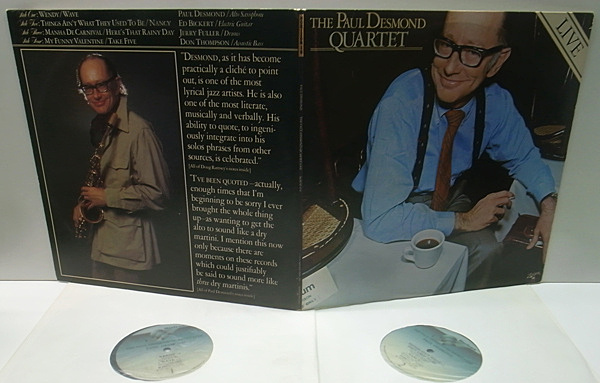 Side One: WENDY/WAVE
Side Two: THINGS AIN'T WHAT THEY USED TO BE/NANCY
Side Three: MANHA DE CARNIVAL/HERE'S THAT RAINY DAY
Side Four: MY FUNNY VALENTINE/TAKE FIVE
PAUL DESMOND/Alto Saxophone
ED BICKERT/Electric Guitar
JERRY FULLER/Drums
DON THOMPSON/Acoustic Bass
"DESMOND, as it has become
practically a cliché to point
out, is one of the most
lyrical jazz artists. He is also
one of the most literate,
musically and verbally. His
ability to quote, to ingeni-
ously integrate into his
solos phrases from other
sources, is celebrated."
"I'VE BEEN QUOTED – actually,
enough times that I'm
beginning to be sorry I ever
brought the whole thing
up–as wanting to get the
alto to sound like a dry
martini. I mention this now
only because there are
moments on these records
which could justifiably
be said to sound more like
thru dry martinis."
THE PAUL DESMOND
QUARTET
LIVE